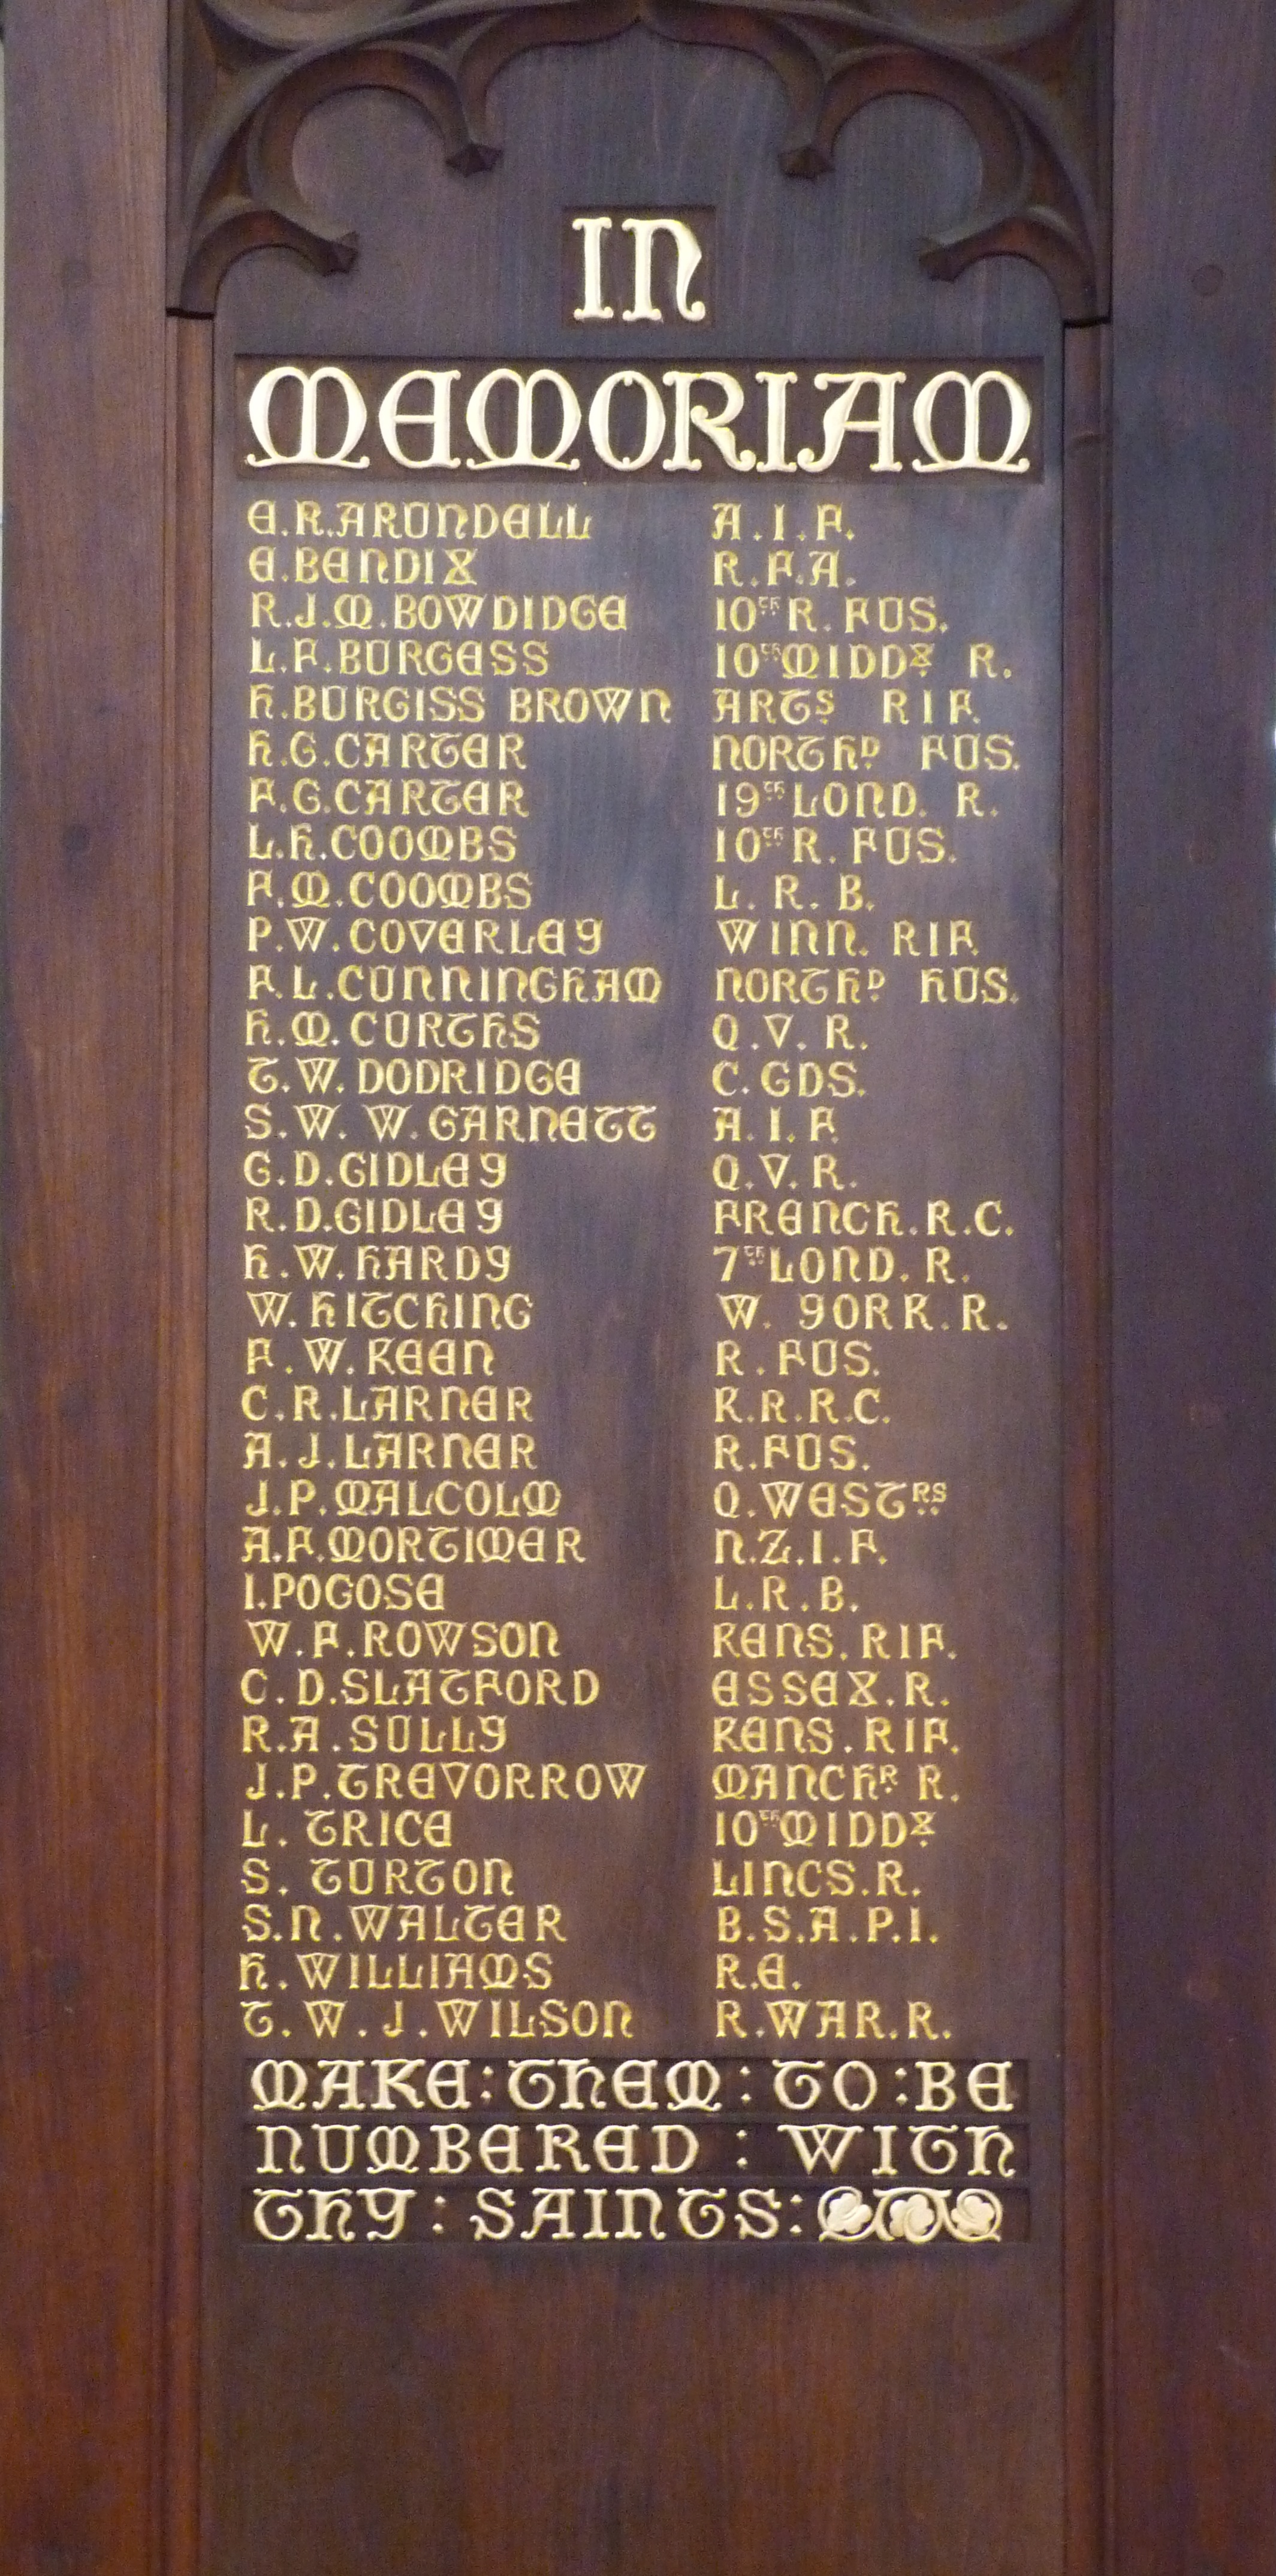 IN
MEMORIAM
E.R.ARUNDELL A.I.F.
E.BENDIX R.F.A.
R.J.M.BOWDIDGE 10TH R.FUS.
L.F.BURGESS 10TH MIDDX R.
H.BURGISS BROWN ARTS RIF.
H.G.CARTER NORTHD FUS.
F.G.CARTER 19TH LOND. R.
L.H.COOMBS 10TH R.FUS.
F.M.COOMBS L.R.B.
P.W.COVERLEY WINN. RIF.
F.L.CUNNINGHAM NORTHD HUS.
H.M.CURTHS Q.V.R.
T.W.DODRIDGE C.GDS.
S.W.W.GARNETT A.I.F.
G.D.GIDLEY Q.V.R.
R.D.GIDLEY FRENCH.R.C.
H.W.HARDY 7TH LOND.R.
W.HITCHING W. YORK.R.
F.W.KEEN R.FUS.
C.R.LARNER K.R.R.C.
A.J.LARNER R.FUS.
J.P.MALCOLM Q.WESTRS
A.F.MORTIMER N.Z.I.F.
I.POGOSE L.R.B.
W.F.ROWSON KENS.RIF.
C.D.SLATFORD ESSEX.R.
R.A.SULLY KENS.RIF.
J.P.TREVORROW MANCHR R.
L.TRICE 10TH MIDDX
S.TURTON LINCS.R.
S.N.WALTER B.S.A.P.I.
H.WILLIAMS R.E.
T.W.J.WILSON R.WAR.R.
MAKE:THEM:TO:BE
NUMBERED:WITH
THY:SAINTS: